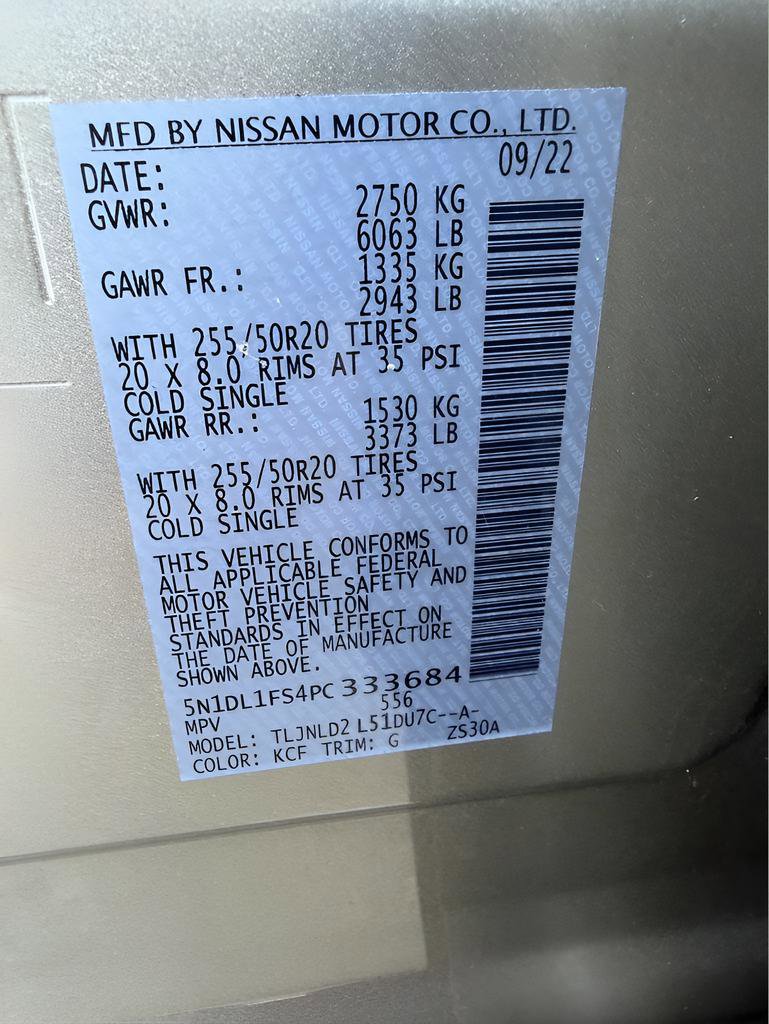 MFD BY NISSAN MOTOR CO., LTD.
DATE: 09/22
GVWR: 2750 KG
6063 LB
GAWR FR.: 1335 KG
2943 LB
WITH 255/50R20 TIRES
20 X 8.0 RIMS AT 35 PSI
COLD SINGLE
GAWR RR.: 1530 KG
3373 LB
WITH 255/50R20 TIRES
20 X 8.0 RIMS AT 35 PSI
COLD SINGLE
THIS VEHICLE CONFORMS TO
ALL APPLICABLE FEDERAL
MOTOR VEHICLE SAFETY AND
THEFT PREVENTION
STANDARDS IN EFFECT ON
THE DATE OF MANUFACTURE
SHOWN ABOVE.
5N1DL1FS4PC333684
MPV 556
MODEL: TLJNLD2 L51DU7C--A-
COLOR: KCF TRIM: G ZS30A